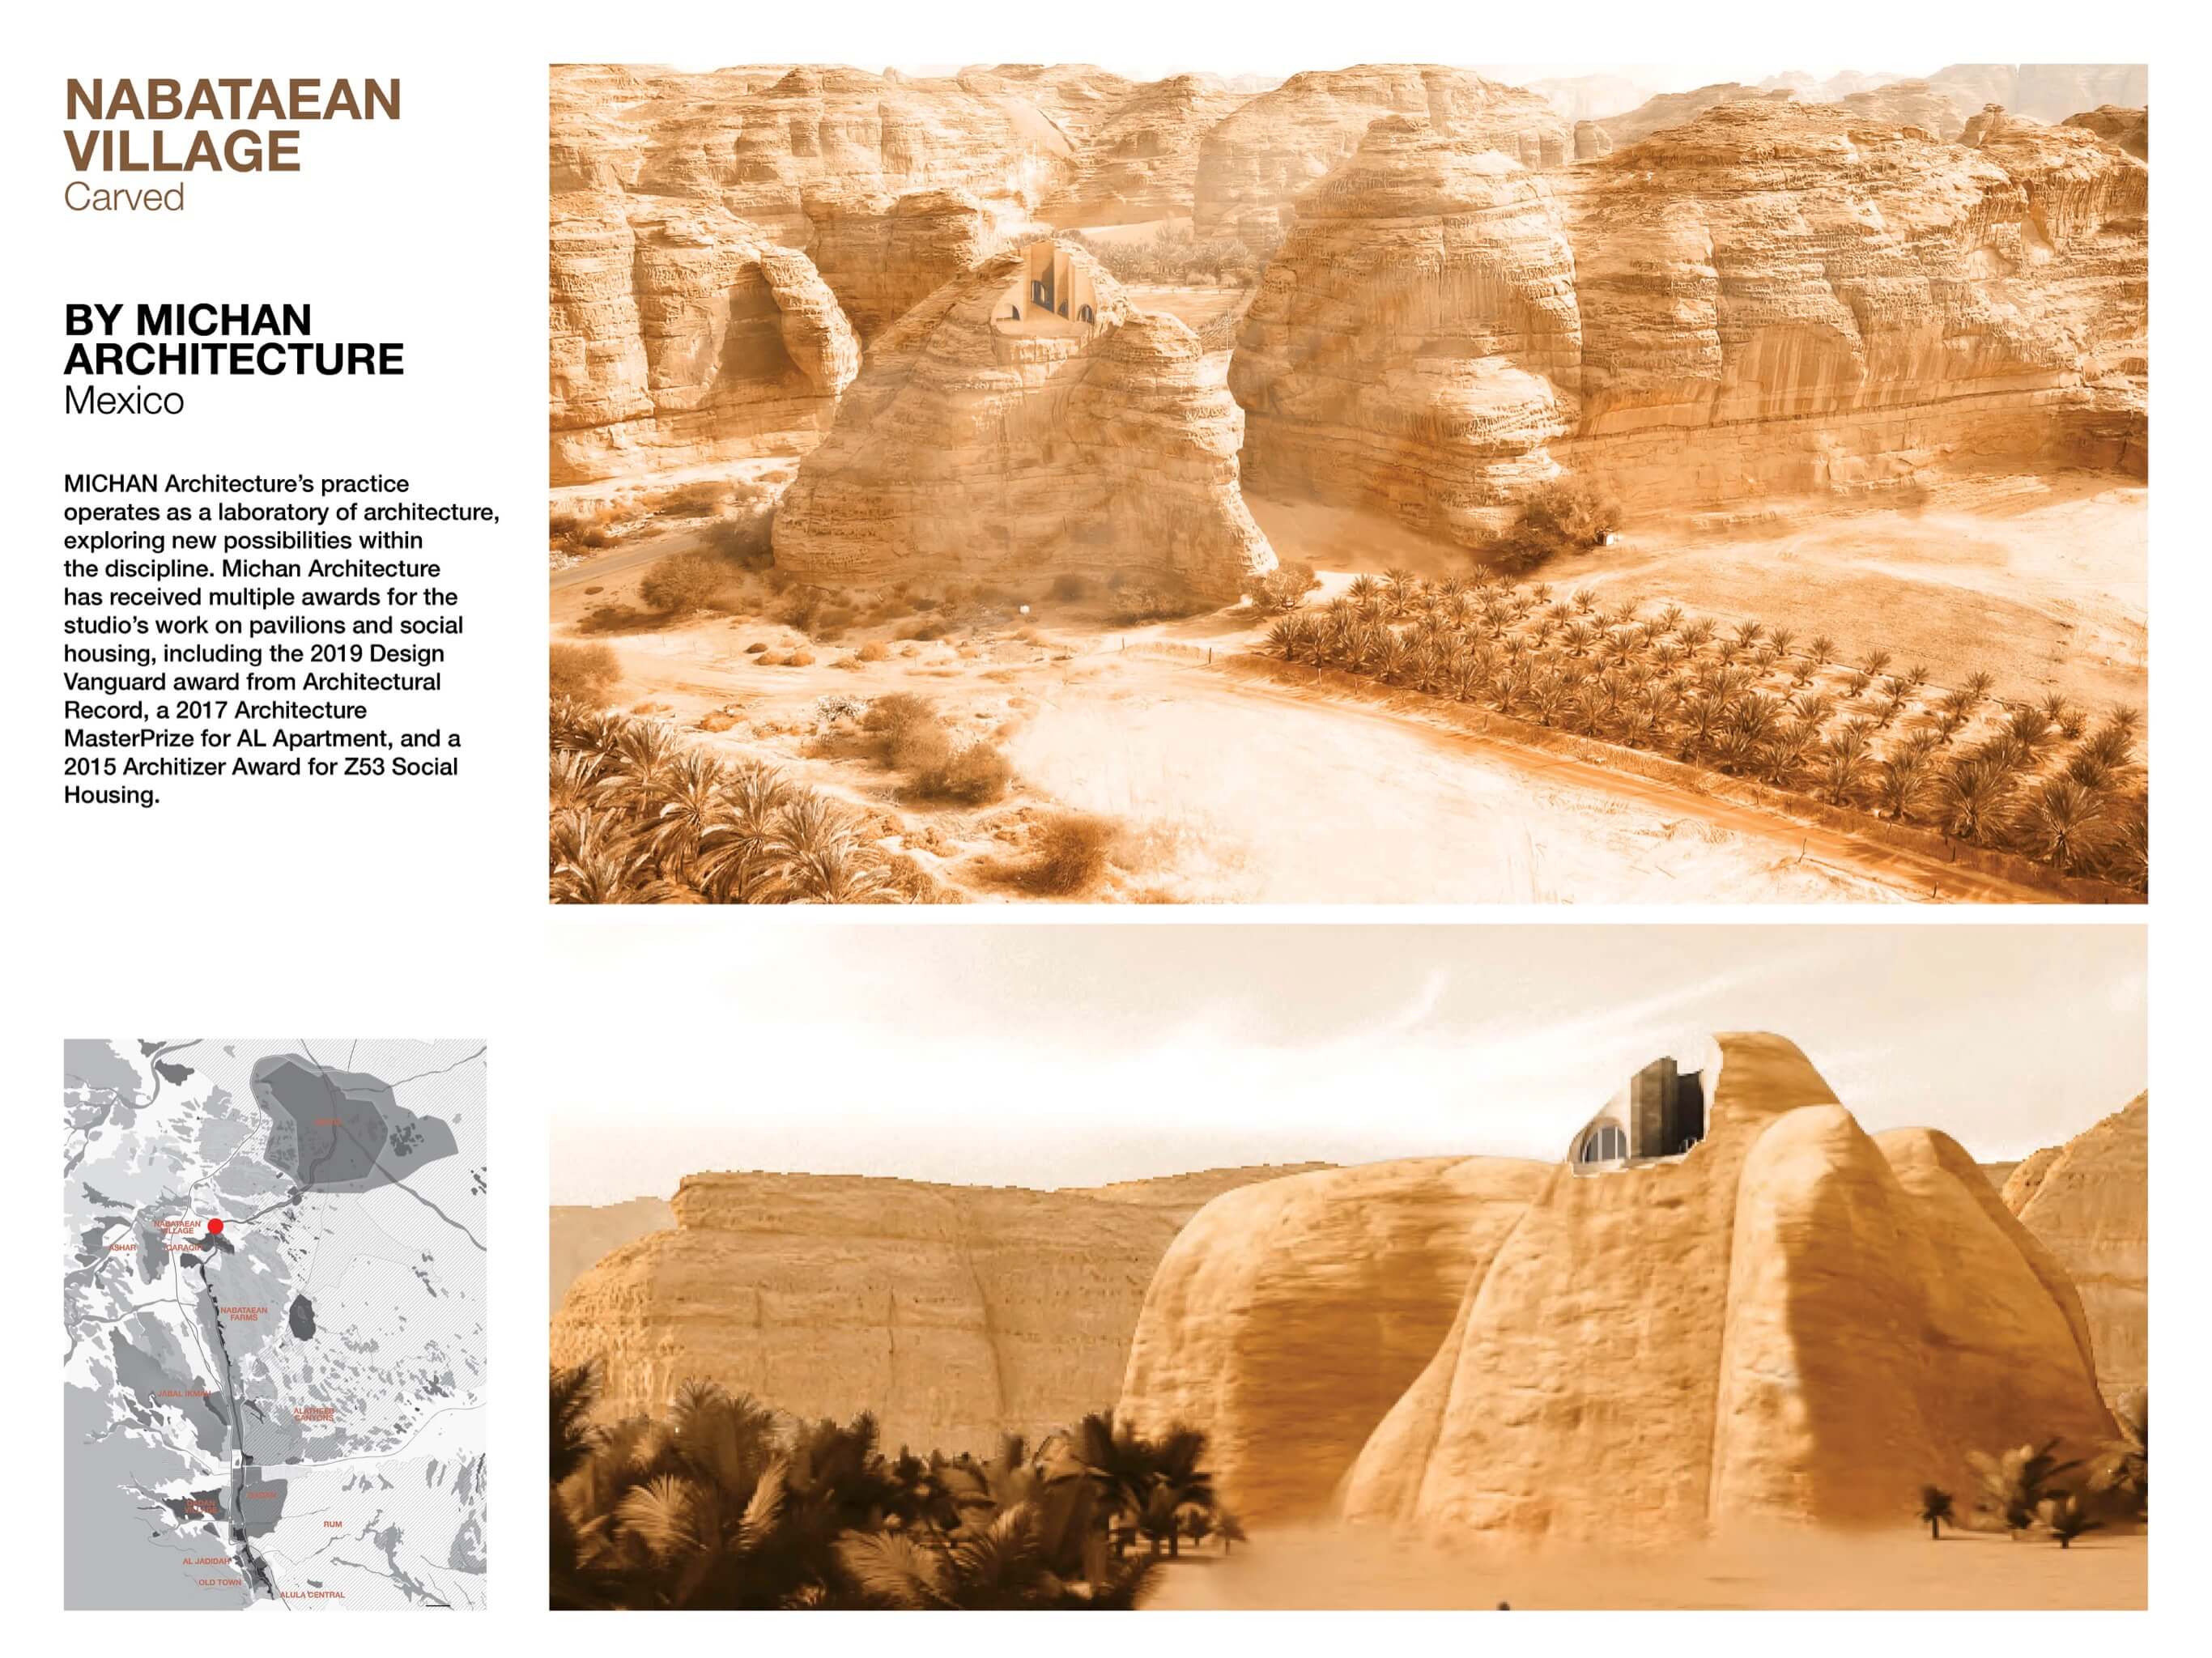 NABATAEAN
VILLAGE
Carved
BY MICHAN
ARCHITECTURE
Mexico
MICHAN Architecture’s practice
operates as a laboratory of architecture,
exploring new possibilities within
the discipline. Michan Architecture
has received multiple awards for the
studio’s work on pavilions and social
housing, including the 2019 Design
Vanguard award from Architectural
Record, a 2017 Architecture
MasterPrize for AL Apartment, and a
2015 Architizer Award for Z53 Social
Housing.
NABATAEAN
VILLAGE
ASHAR
NABATAEAN
FARMS
RUM
AL JADIDAH
OLD TOWN
ALULA CENTRAL